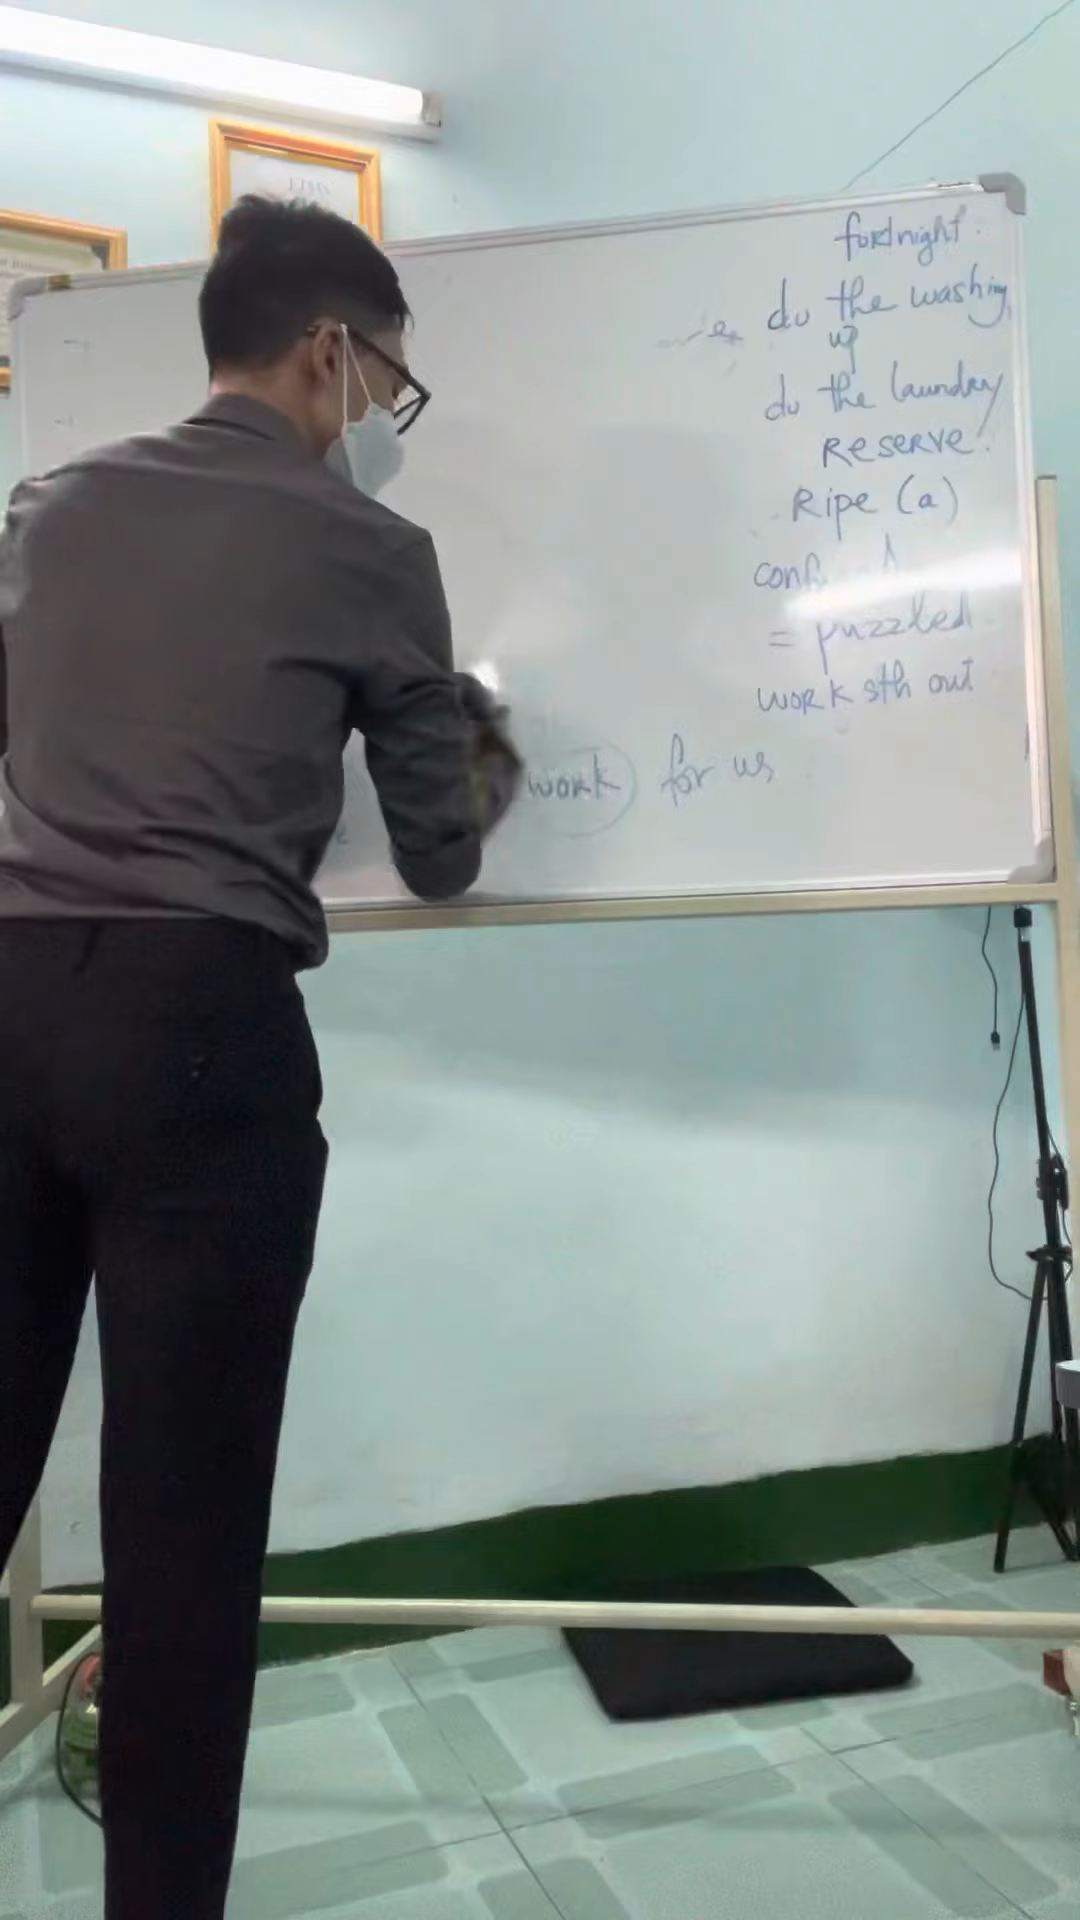 fortnight
do the washing
up
do the laundry
Reserve
Ripe (a)
= puzzled
work sth out
work for us